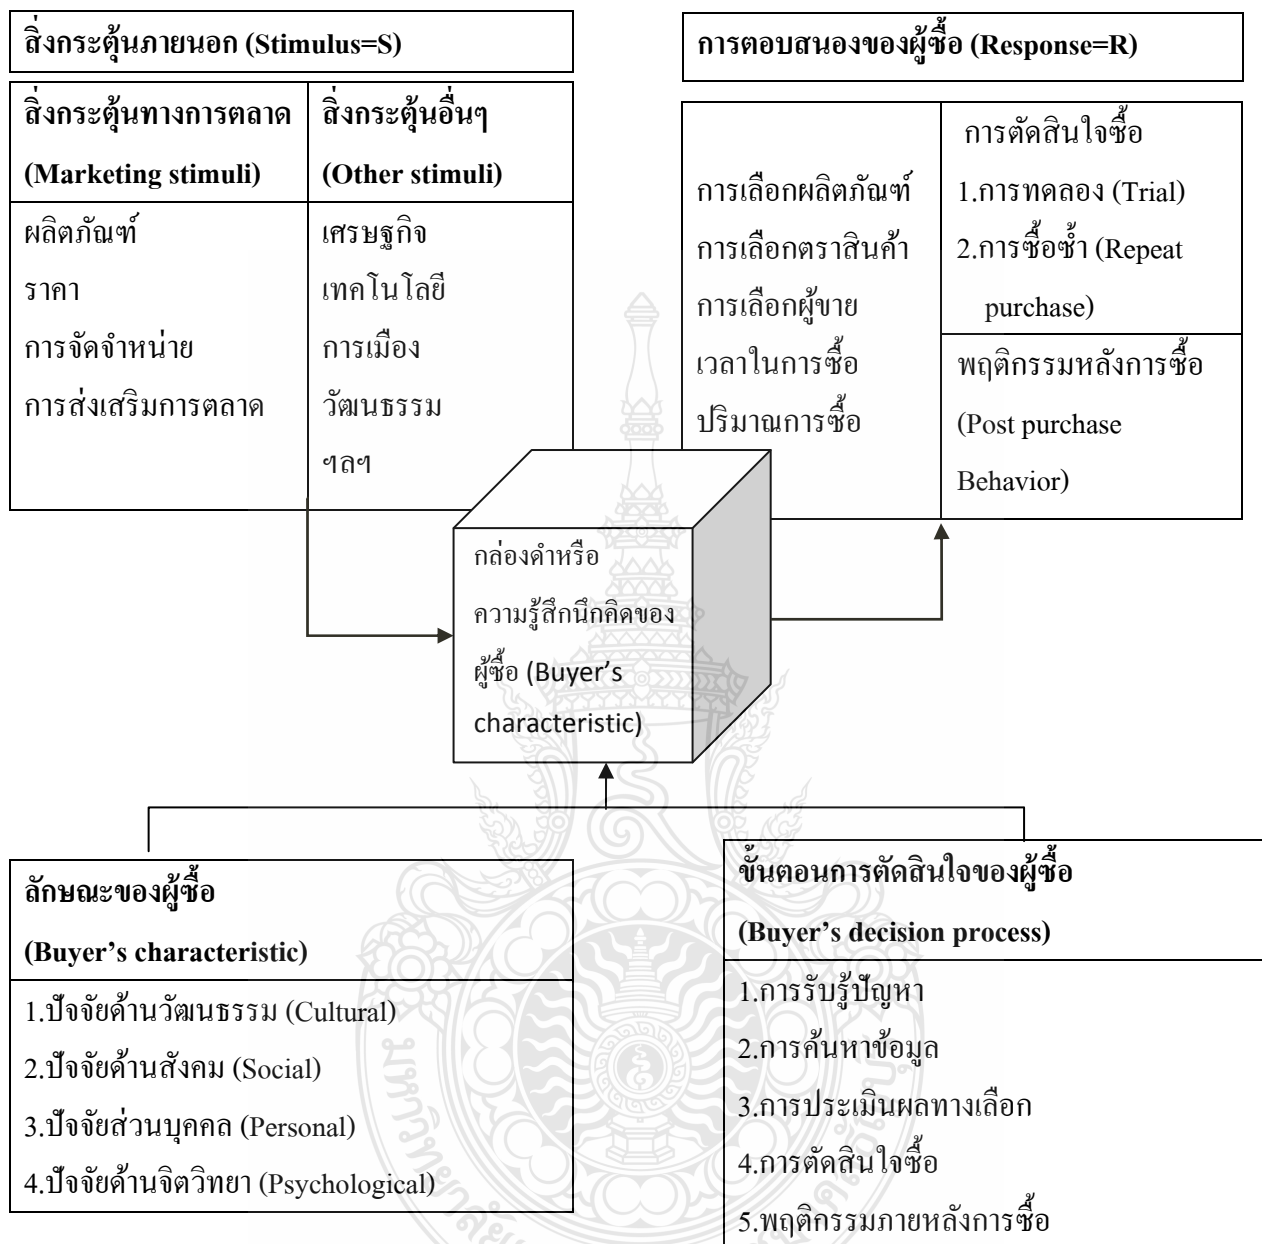 สิ่งกระตุ้นภายนอก (Stimulus=S)
สิ่งกระตุ้นทางการตลาด
(Marketing stimuli)
สิ่งกระตุ้นอื่นๆ
(Other stimuli)
ผลิตภัณฑ์
ราคา
การจัดจำหน่าย
การส่งเสริมการตลาด
เศรษฐกิจ
เทคโนโลยี
การเมือง
วัฒนธรรม
ฯลฯ
การตอบสนองของผู้ซื้อ (Response=R)
การเลือกผลิตภัณฑ์
การเลือกตราสินค้า
การเลือกผู้ขาย
เวลาในการซื้อ
ปริมาณการซื้อ
การตัดสินใจซื้อ
1.การทดลอง (Trial)
2.การซื้อซ้ำ (Repeat
purchase)
พฤติกรรมหลังการซื้อ
(Post purchase
Behavior)
กล่องดำหรือ
ความรู้สึกนึกคิดของ
ผู้ซื้อ (Buyer’s
characteristic)
ลักษณะของผู้ซื้อ
(Buyer’s characteristic)
1.ปัจจัยด้านวัฒนธรรม (Cultural)
2.ปัจจัยด้านสังคม (Social)
3.ปัจจัยส่วนบุคคล (Personal)
4.ปัจจัยด้านจิตวิทยา (Psychological)
ขั้นตอนการตัดสินใจของผู้ซื้อ
(Buyer’s decision process)
1.การรับรู้ปัญหา
2.การค้นหาข้อมูล
3.การประเมินผลทางเลือก
4.การตัดสินใจซื้อ
5.พฤติกรรมภายหลังการซื้อ